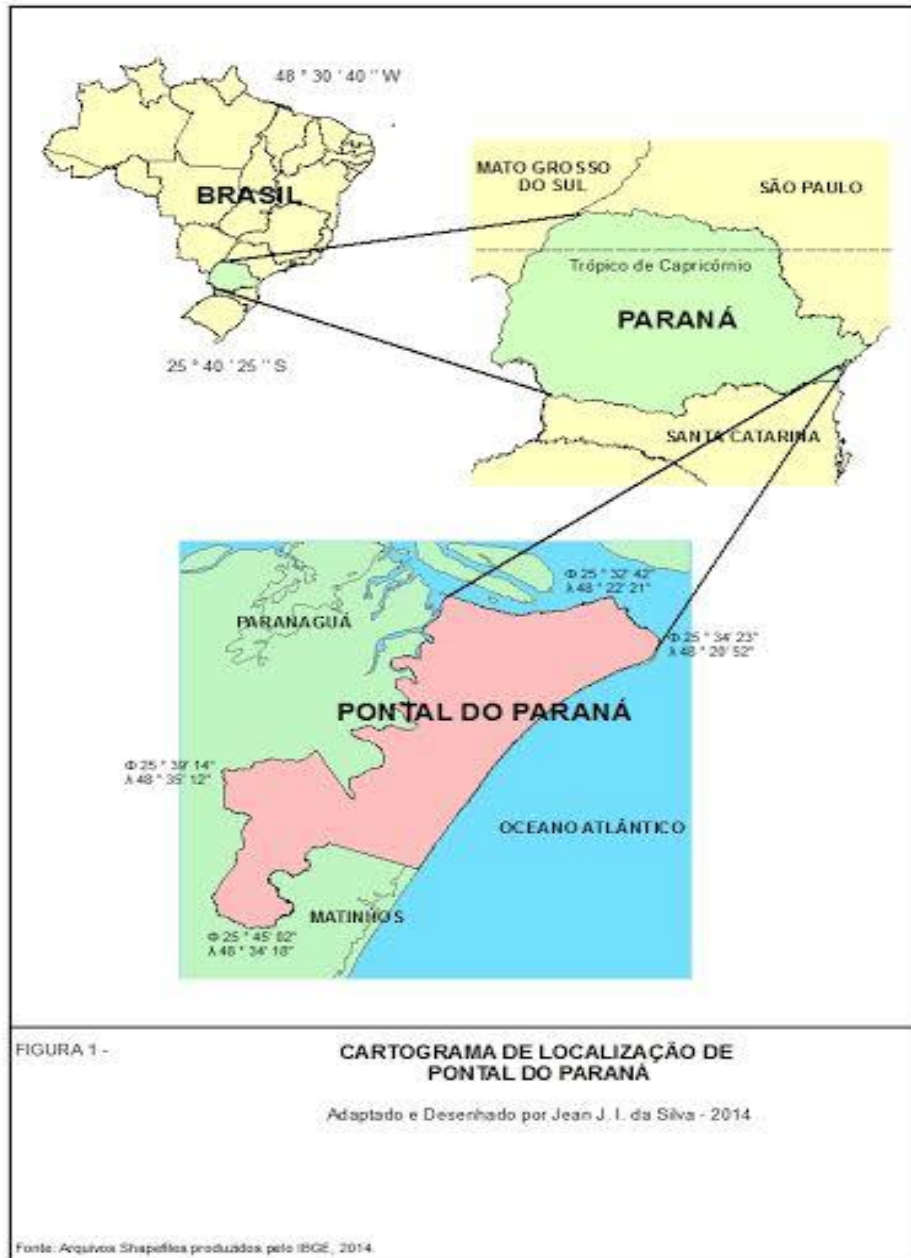 48 ° 30 ' 40 '' W
BRASIL
25 ° 40 ' 25 '' S
MATO GROSSO
DO SUL
SÃO PAULO
Trópico de Capricórnio
PARANÁ
SANTA CATARINA
Φ 25 ° 32' 42"
λ 48 ° 22' 21"
PARANAGUÁ
Φ 25 ° 34' 23"
λ 48 ° 20' 52"
PONTAL DO PARANÁ
Φ 25 ° 39' 14"
λ 48 ° 35' 12"
OCEANO ATLÂNTICO
MATINHOS
Φ 25 ° 45' 02"
λ 48 ° 34' 18"
FIGURA 1 -
CARTOGRAMA DE LOCALIZAÇÃO DE
PONTAL DO PARANÁ
Adaptado e Desenhado por Jean J. I. da Silva - 2014
Fonte: Arquivos Shapefiles produzidos pelo IBGE, 2014.